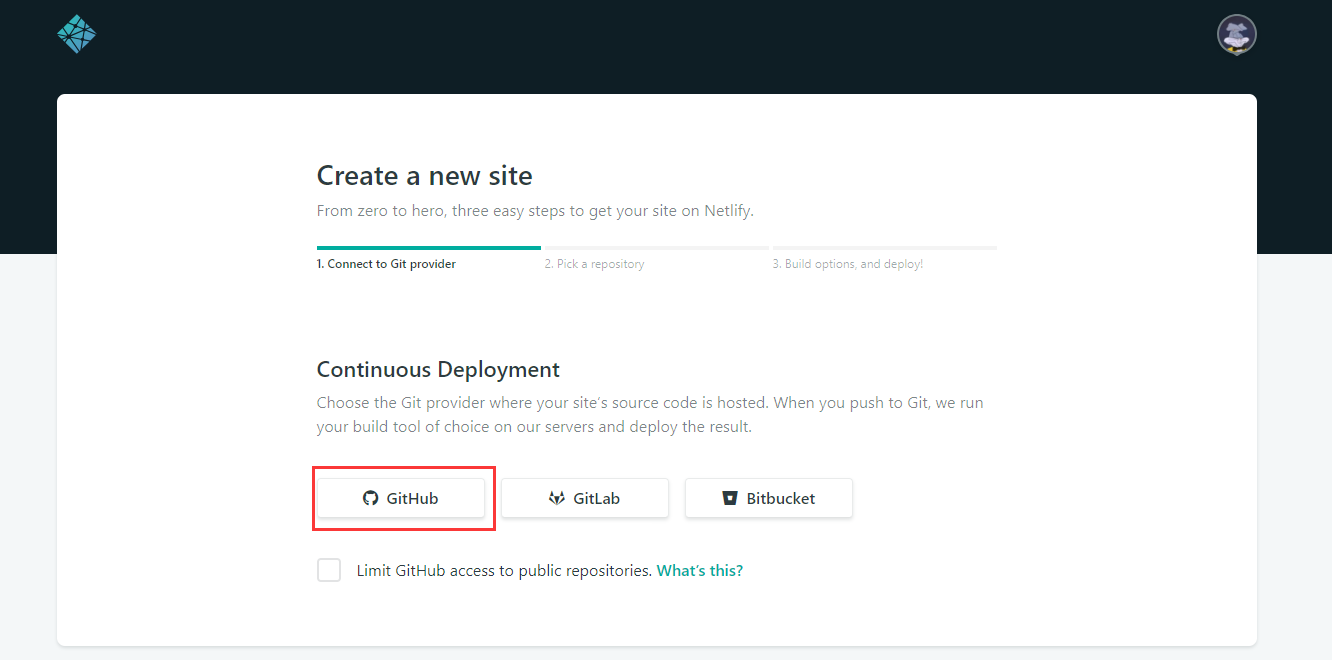 Create a new site
From zero to hero, three easy steps to get your site on Netlify.
1. Connect to Git provider
2. Pick a repository
3. Build options, and deploy!
Continuous Deployment
Choose the Git provider where your site's source code is hosted. When you push to Git, we run
your build tool of choice on our servers and deploy the result.
GitHub
GitLab
Bitbucket
Limit GitHub access to public repositories. What's this?